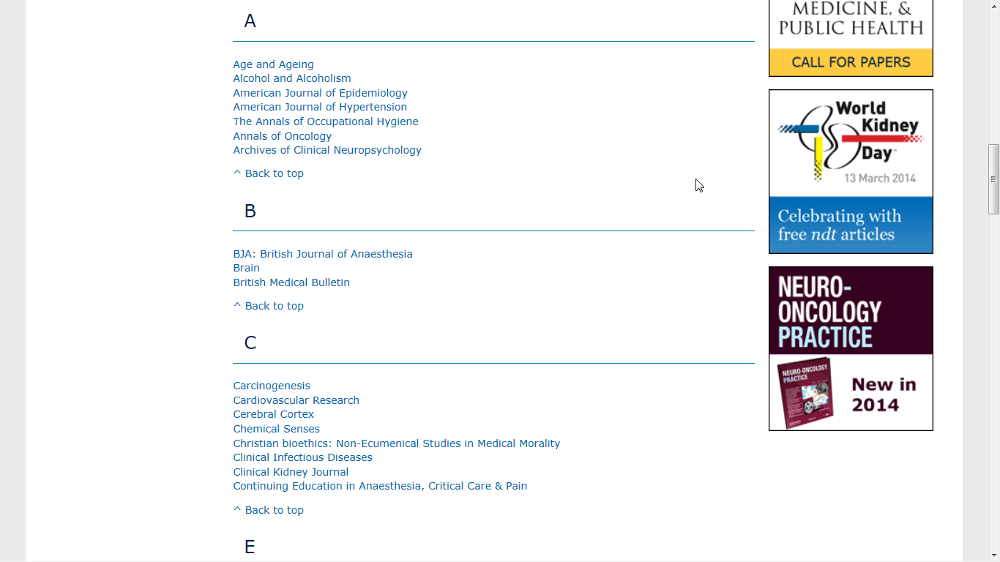 A
Age and Ageing
Alcohol and Alcoholism
American Journal of Epidemiology
American Journal of Hypertension
The Annals of Occupational Hygiene
Annals of Oncology
Archives of Clinical Neuropsychology
^ Back to top
B
BJA: British Journal of Anaesthesia
Brain
British Medical Bulletin
^ Back to top
C
Carcinogenesis
Cardiovascular Research
Cerebral Cortex
Chemical Senses
Christian bioethics: Non-Ecumenical Studies in Medical Morality
Clinical Infectious Diseases
Clinical Kidney Journal
Continuing Education in Anaesthesia, Critical Care & Pain
^ Back to top
E
MEDICINE, &
PUBLIC HEALTH
CALL FOR PAPERS
World
Kidney
Day™
13 March 2014
Celebrating with
free ndt articles
NEURO-
ONCOLOGY
PRACTICE
NEURO-ONCOLOGY
PRACTICE
New in
2014